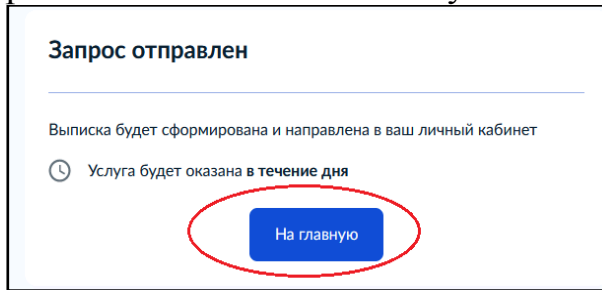 Запрос отправлен
Выписка будет сформирована и направлена в ваш личный кабинет
Услуга будет оказана в течение дня
На главную